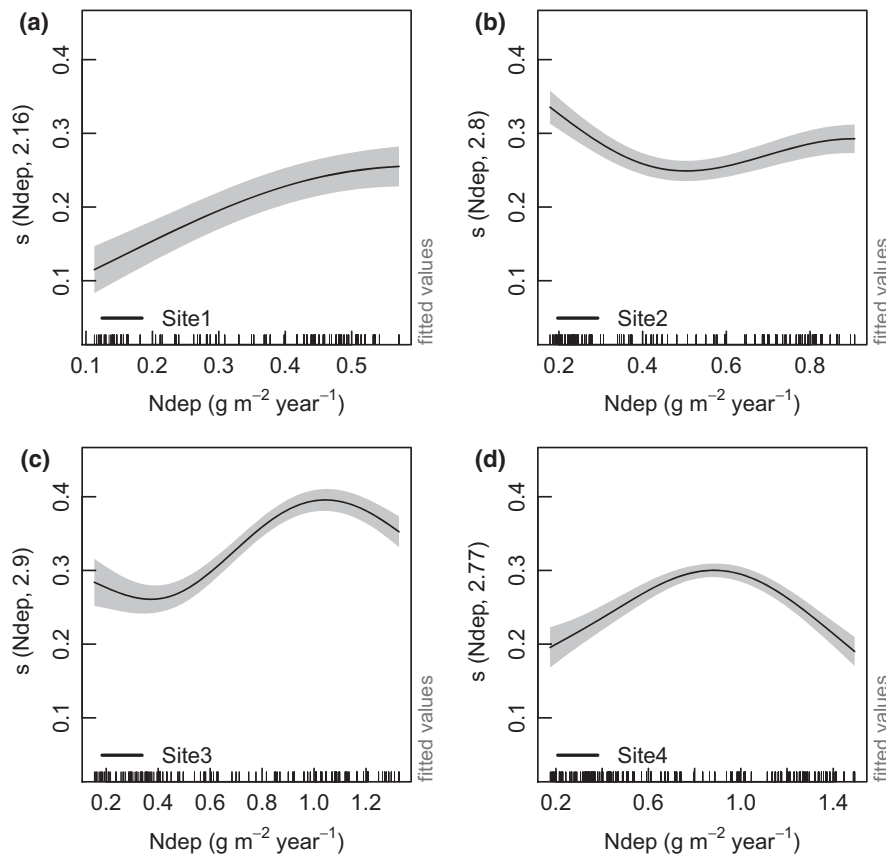 (a)
0.4
0.3
0.2
0.1
s (Ndep, 2.16)
Site1
fitted values
0.1 0.2 0.3 0.4 0.5
Ndep (g m⁻² year⁻¹)
(b)
0.4
0.3
0.2
0.1
s (Ndep, 2.8)
Site2
fitted values
0.2 0.4 0.6 0.8
Ndep (g m⁻² year⁻¹)
(c)
0.4
0.3
0.2
0.1
s (Ndep, 2.9)
Site3
fitted values
0.2 0.4 0.6 0.8 1.0 1.2
Ndep (g m⁻² year⁻¹)
(d)
0.4
0.3
0.2
0.1
s (Ndep, 2.77)
Site4
fitted values
0.2 0.6 1.0 1.4
Ndep (g m⁻² year⁻¹)